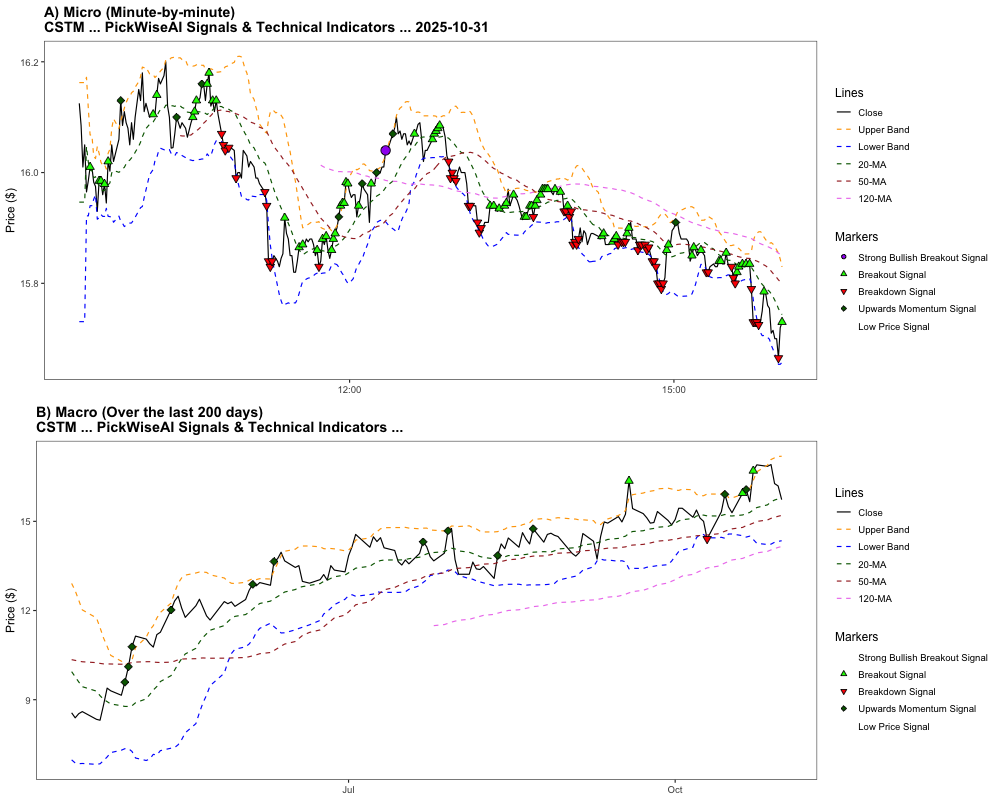 A) Micro (Minute-by-minute)
CSTM ... PickWiseAI Signals & Technical Indicators ... 2025-10-31
Price ($)
16.2
16.0
15.8
12:00
15:00
Lines
Close
Upper Band
Lower Band
20-MA
50-MA
120-MA
Markers
Strong Bullish Breakout Signal
Breakout Signal
Breakdown Signal
Upwards Momentum Signal
Low Price Signal
B) Macro (Over the last 200 days)
CSTM ... PickWiseAI Signals & Technical Indicators ...
Price ($)
15
12
9
Jul
Oct
Lines
Close
Upper Band
Lower Band
20-MA
50-MA
120-MA
Markers
Strong Bullish Breakout Signal
Breakout Signal
Breakdown Signal
Upwards Momentum Signal
Low Price Signal